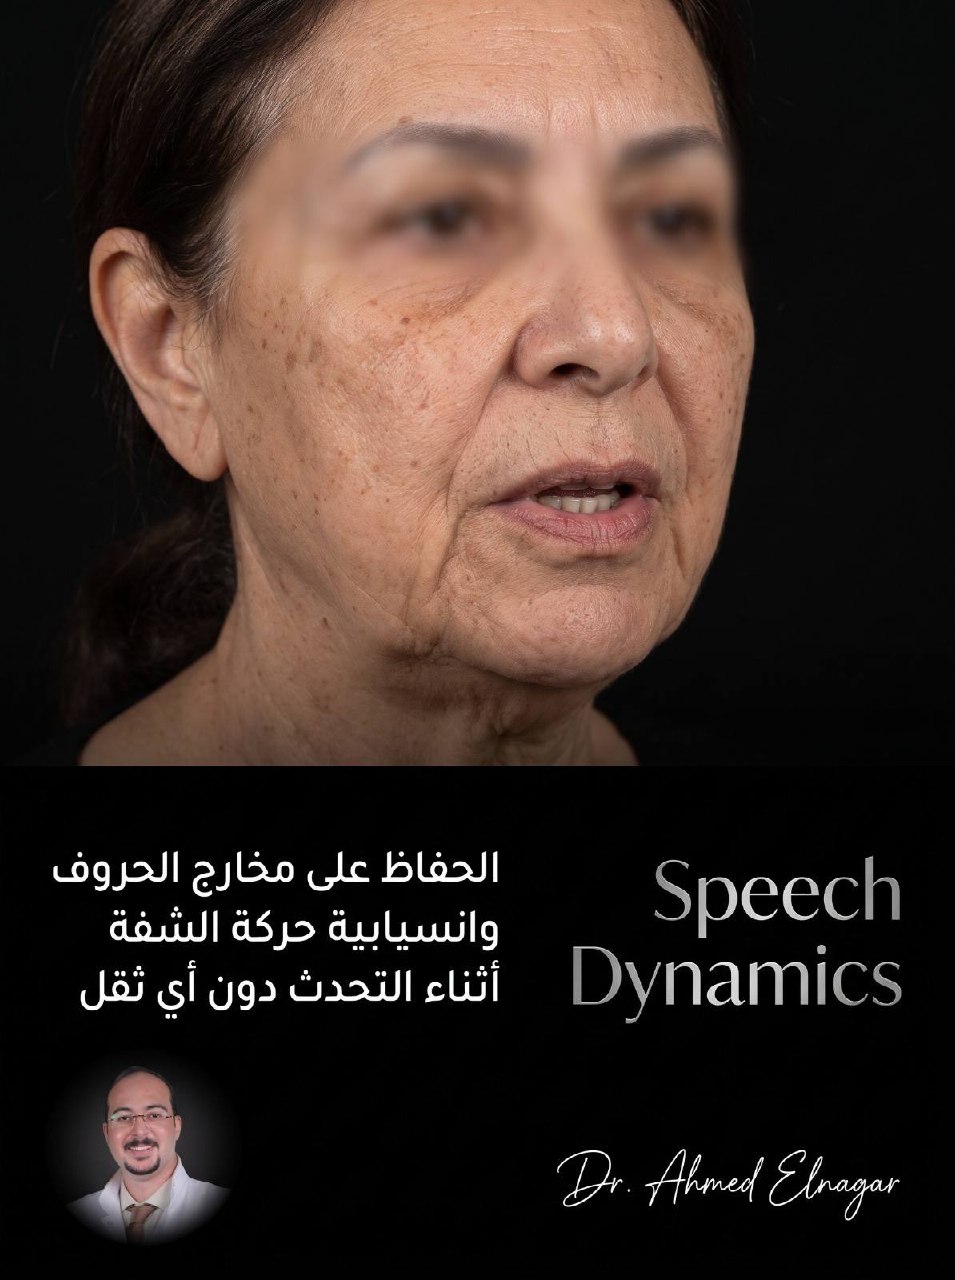 Speech
Dynamics
الحفاظ على مخارج الحروف
وانسيابية حركة الشفة
أثناء التحدث دون أي ثقل
Dr. Ahmed Elnagar